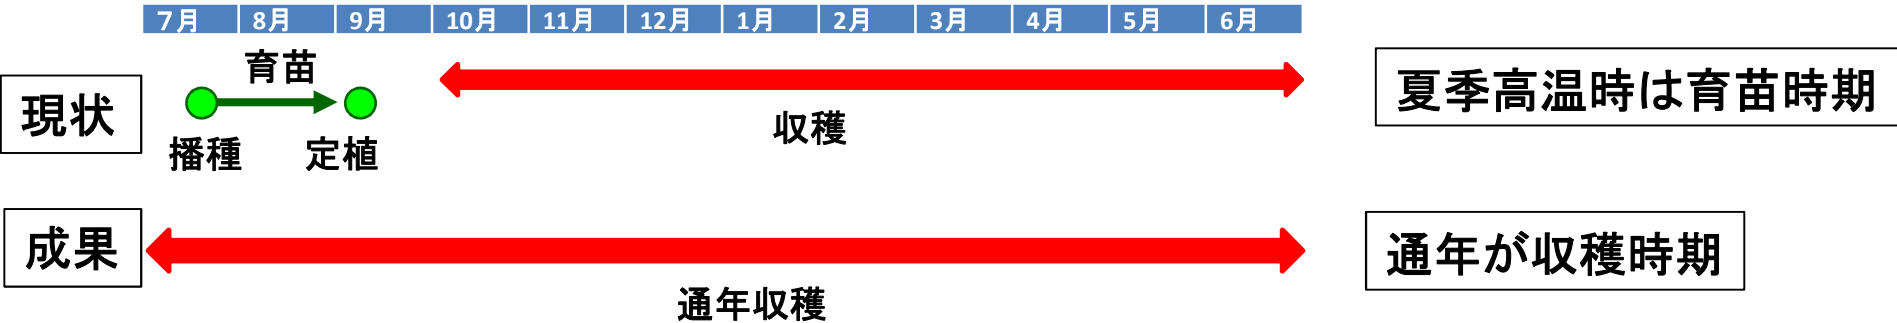 7月 8月 9月 10月 11月 12月 1月 2月 3月 4月 5月 6月
現状
育苗
播種
定植
収穫
夏季高温時は育苗時期
成果
通年収穫
通年が収穫時期